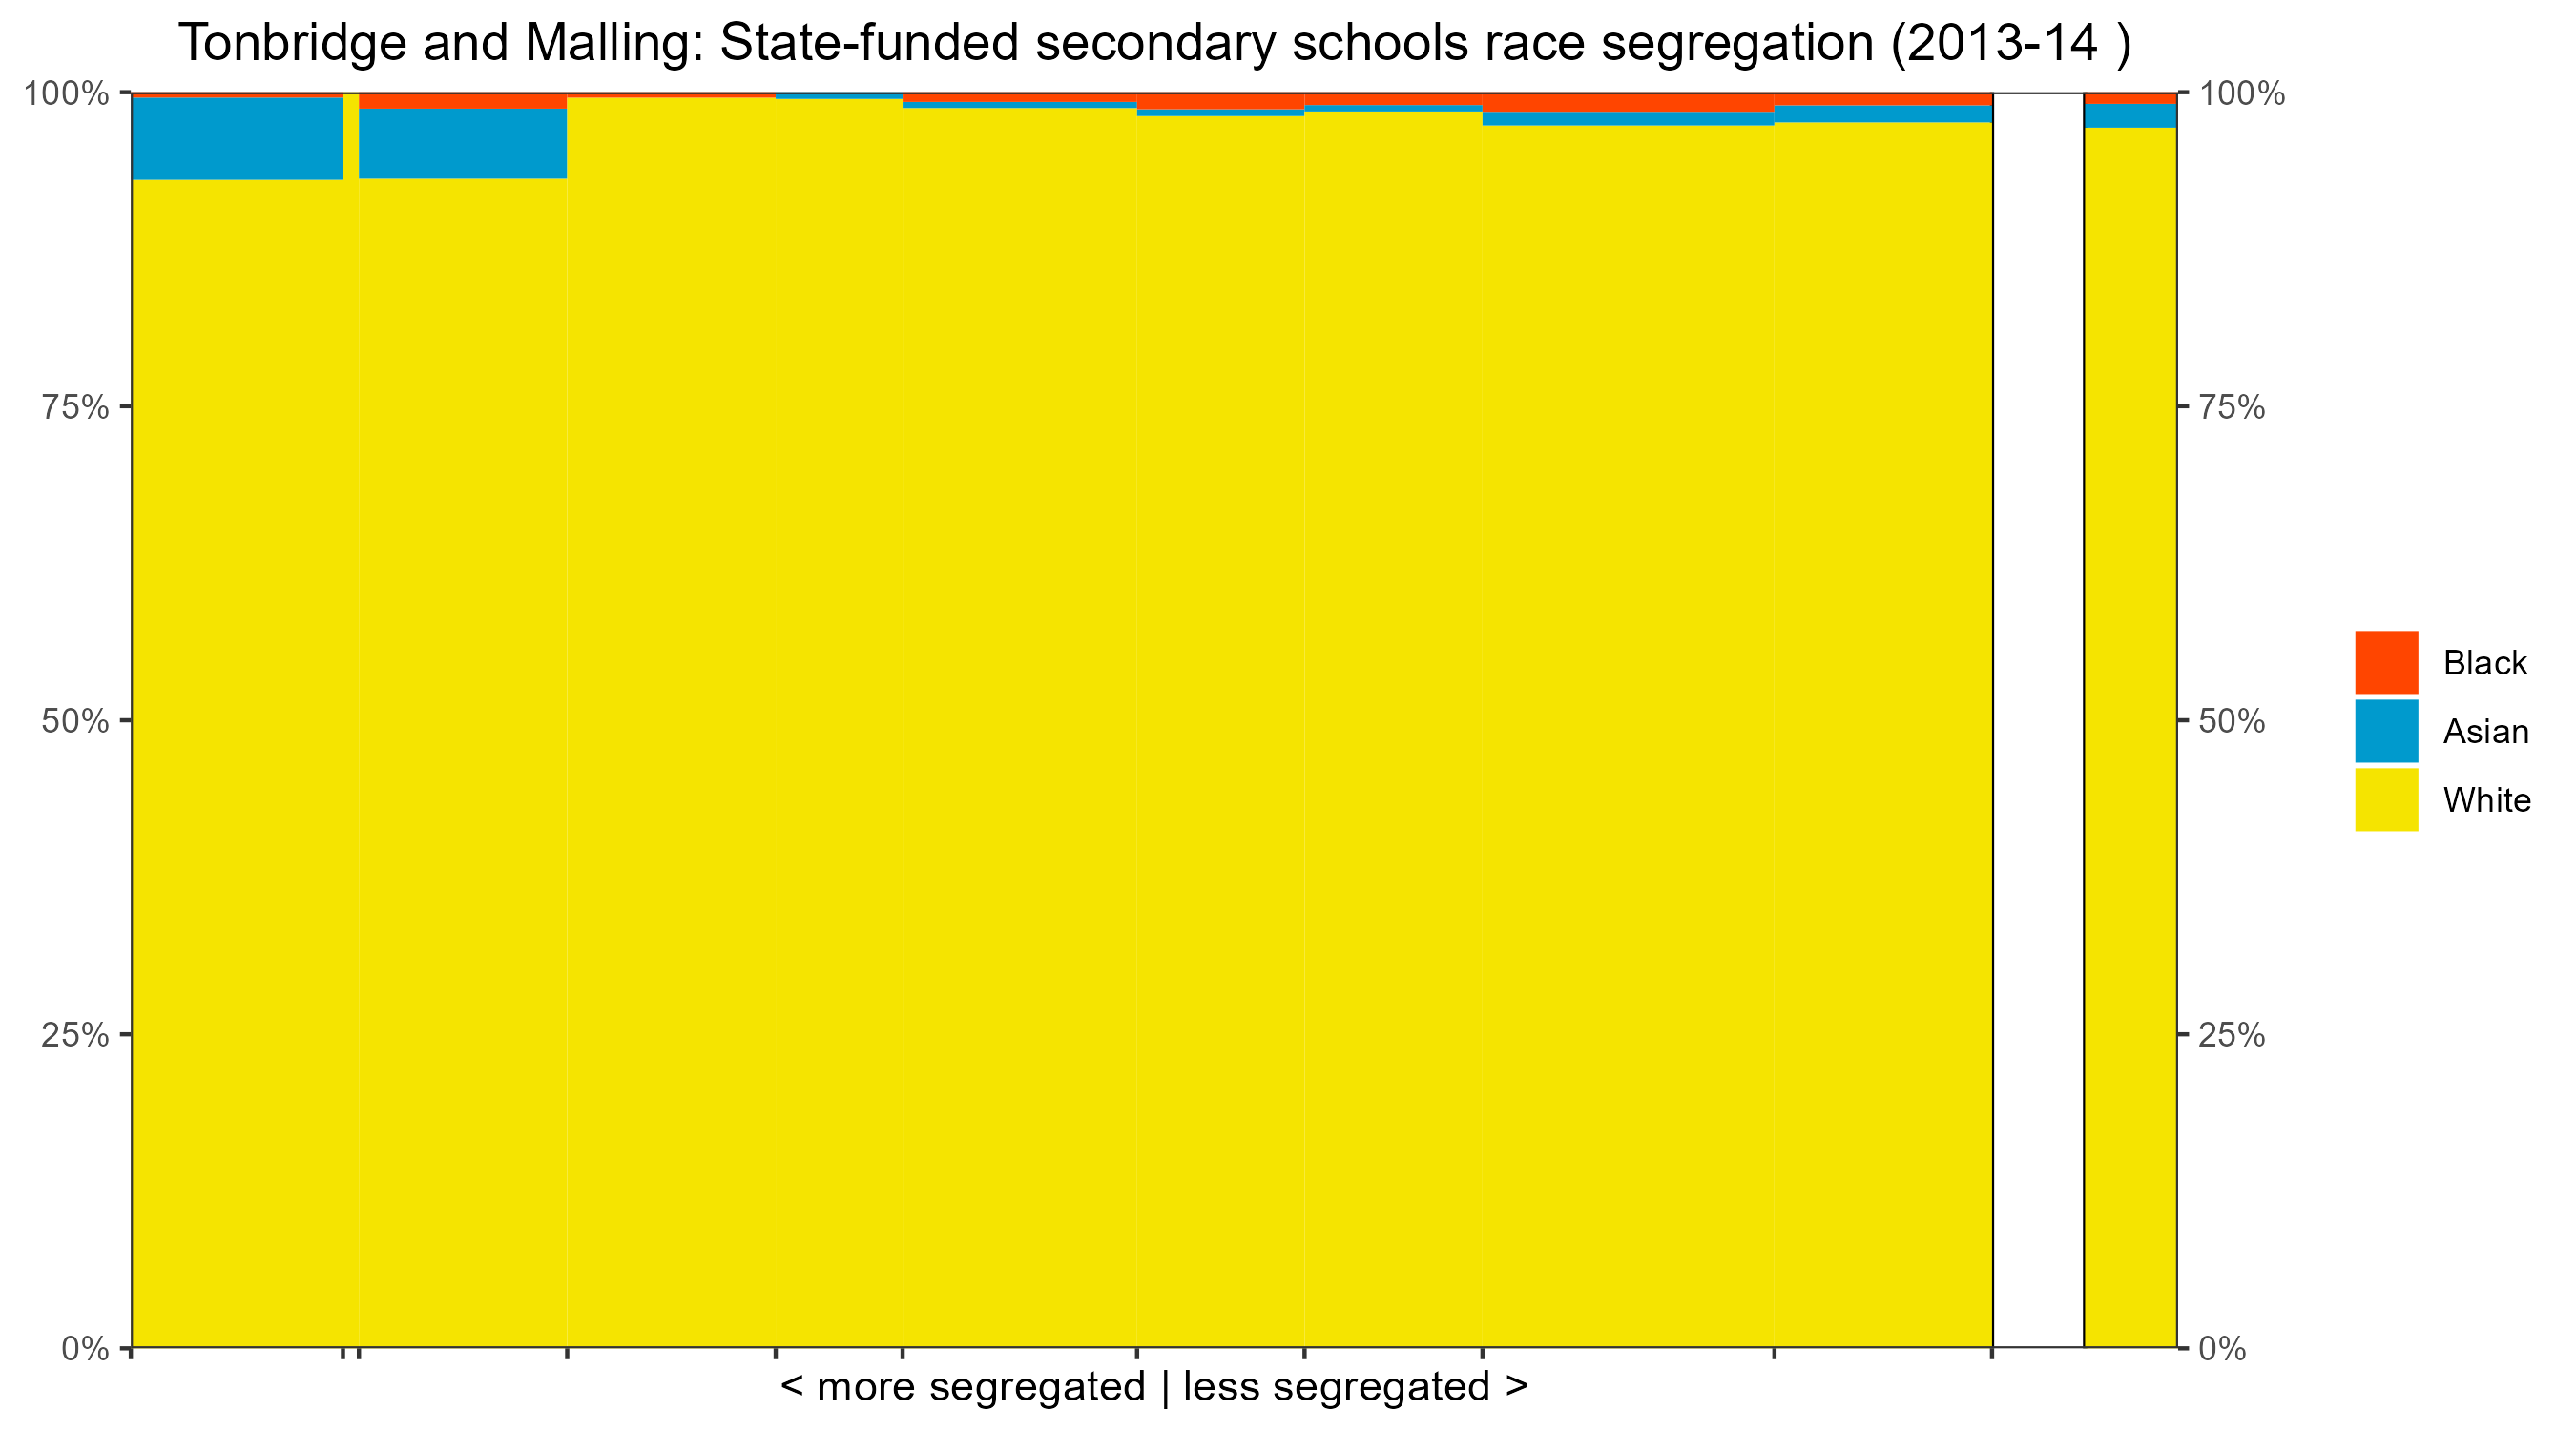 Tonbridge and Malling: State-funded secondary schools race segregation (2013-14 )
100%
75%
50%
25%
0%
100%
75%
50%
25%
0%
Black
Asian
White
< more segregated | less segregated >